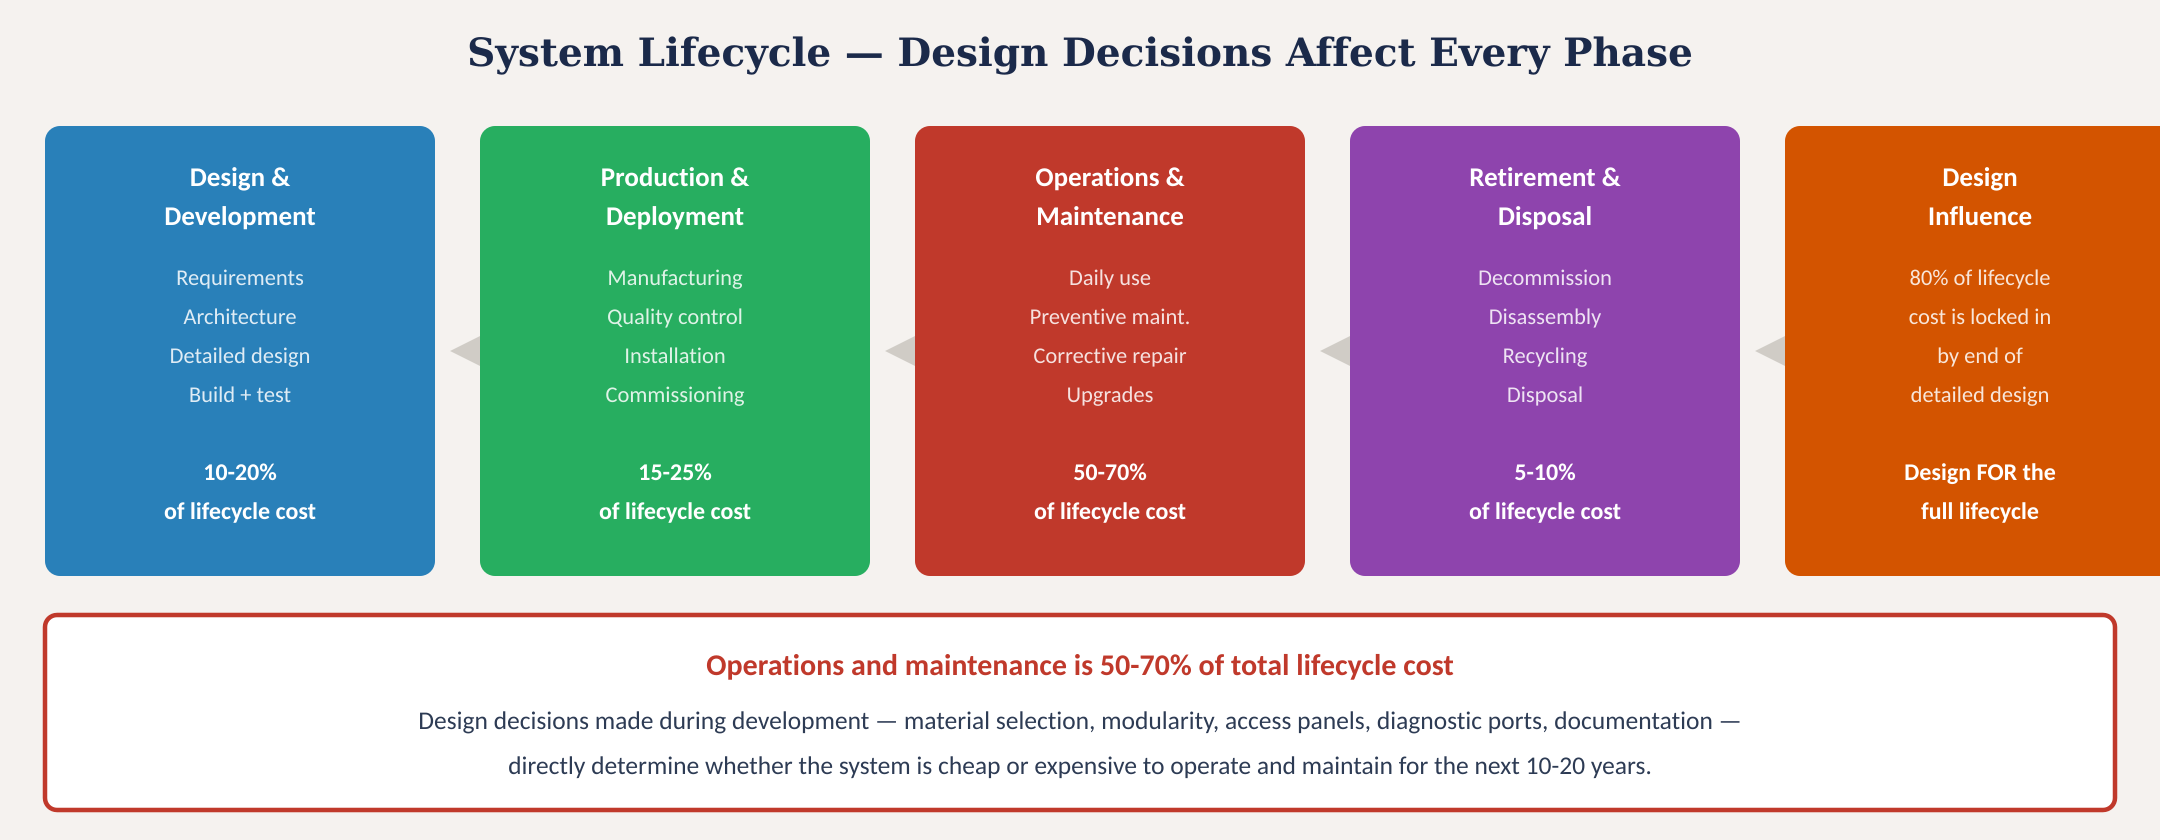 System Lifecycle — Design Decisions Affect Every Phase
Design &
Development
Requirements
Architecture
Detailed design
Build + test
10-20%
of lifecycle cost
Production &
Deployment
Manufacturing
Quality control
Installation
Commissioning
15-25%
of lifecycle cost
Operations &
Maintenance
Daily use
Preventive maint.
Corrective repair
Upgrades
50-70%
of lifecycle cost
Retirement &
Disposal
Decommission
Disassembly
Recycling
Disposal
5-10%
of lifecycle cost
Design
Influence
80% of lifecycle
cost is locked in
by end of
detailed design
Design FOR the
full lifecycle
Operations and maintenance is 50-70% of total lifecycle cost
Design decisions made during development — material selection, modularity, access panels, diagnostic ports, documentation —
directly determine whether the system is cheap or expensive to operate and maintain for the next 10-20 years.